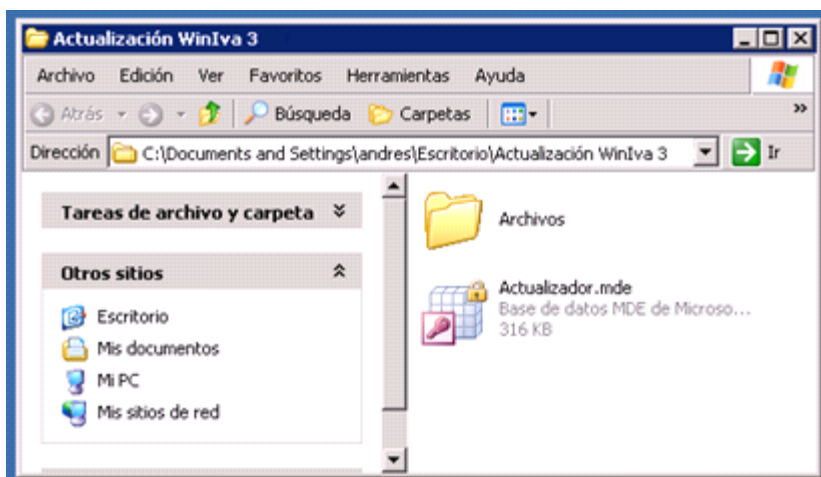 Actualización WinIva 3
Archivo Edición Ver Favoritos Herramientas Ayuda
Atrás Búsqueda Carpetas »
Dirección C:\Documents and Settings\andres\Escritorio\Actualización WinIva 3 Ir
Tareas de archivo y carpeta
Otros sitios
Escritorio
Mis documentos
Mi PC
Mis sitios de red
Archivos
Actualizador.mde
Base de datos MDE de Microso...
316 KB